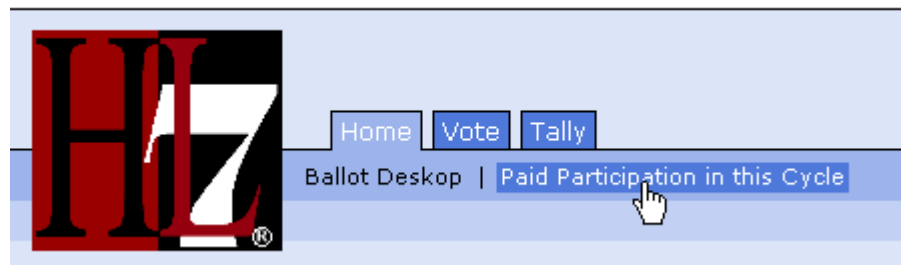 HL7®
Home Vote Tally
Ballot Deskop | Paid Participation in this Cycle